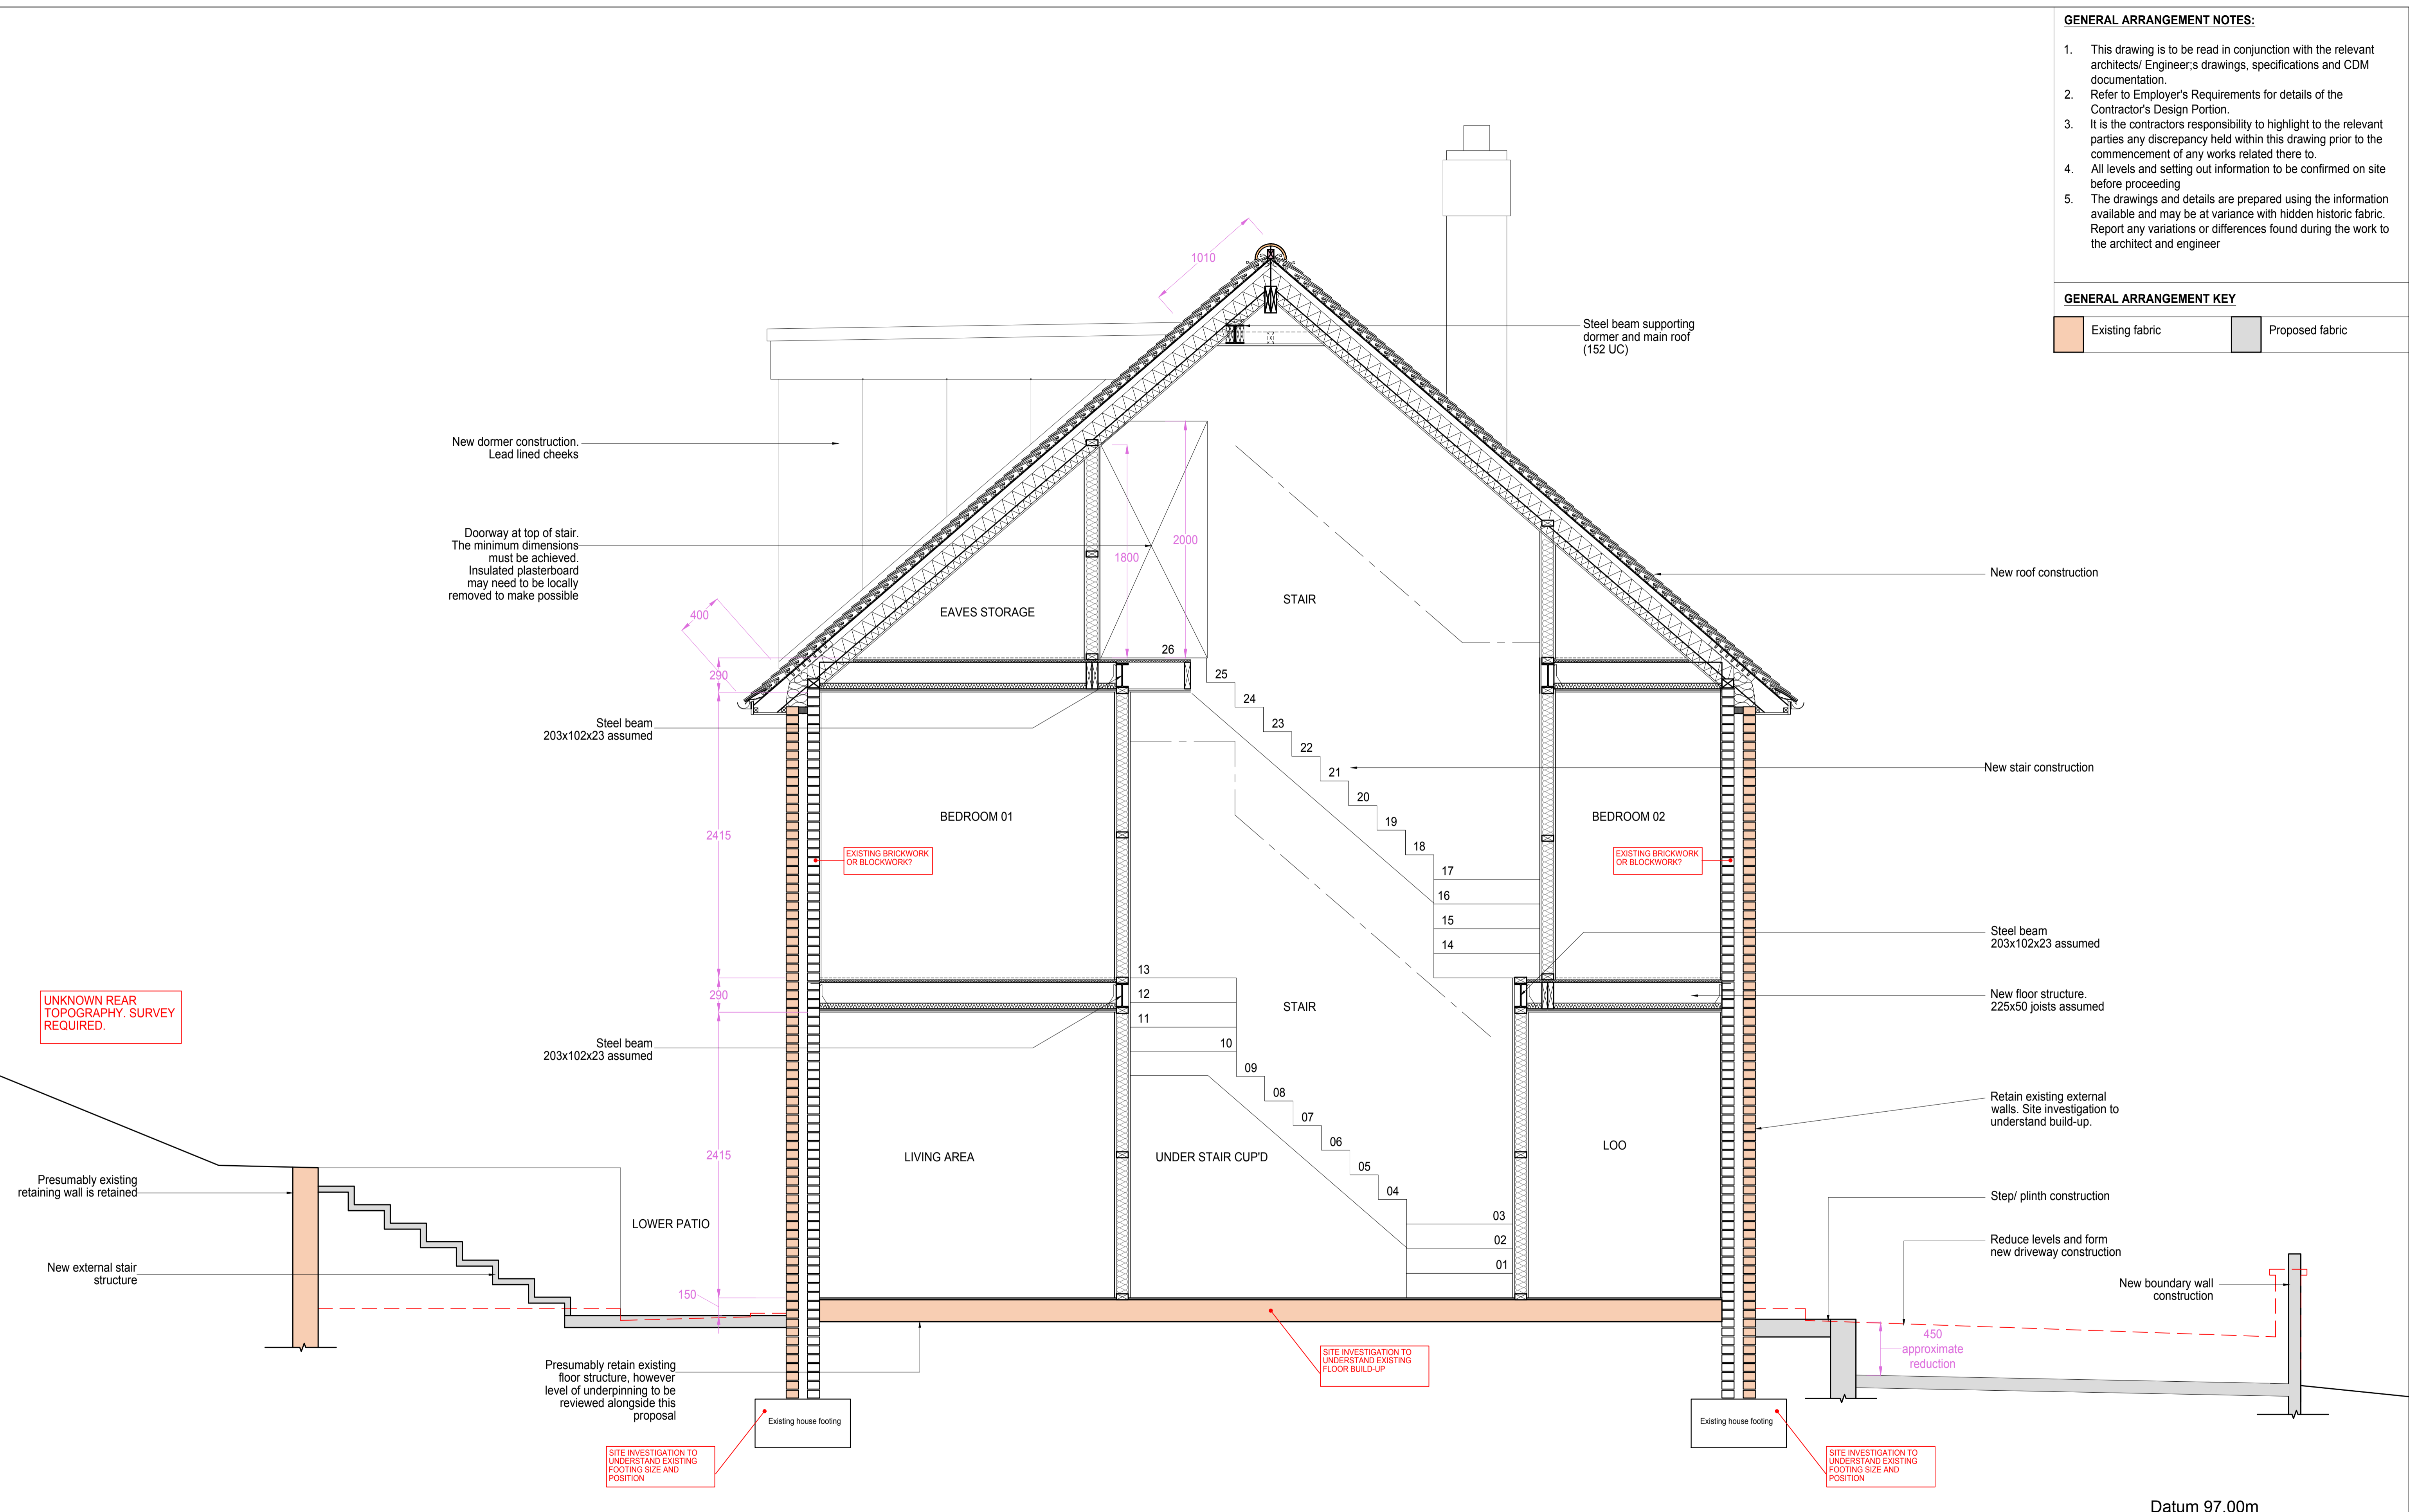 GENERAL ARRANGEMENT NOTES:
1. This drawing is to be read in conjunction with the relevant
architects/ Engineer;s drawings, specifications and CDM
documentation.
2. Refer to Employer's Requirements for details of the
Contractor's Design Portion.
3. It is the contractors responsibility to highlight to the relevant
parties any discrepancy held within this drawing prior to the
commencement of any works related there to.
4. All levels and setting out information to be confirmed on site
before proceeding
5. The drawings and details are prepared using the information
available and may be at variance with hidden historic fabric.
Report any variations or differences found during the work to
the architect and engineer
GENERAL ARRANGEMENT KEY
Existing fabric
Proposed fabric
1010
Steel beam supporting
dormer and main roof
(152 UC)
New dormer construction.
Lead lined cheeks
Doorway at top of stair.
The minimum dimensions
must be achieved.
Insulated plasterboard
may need to be locally
removed to make possible
2000
1800
New roof construction
STAIR
EAVES STORAGE
400
26
290
25
24
Steel beam
203x102x23 assumed
23
22
21
New stair construction
20
BEDROOM 01
19
BEDROOM 02
2415
18
EXISTING BRICKWORK
OR BLOCKWORK?
EXISTING BRICKWORK
OR BLOCKWORK?
17
16
15
14
Steel beam
203x102x23 assumed
13
290
12
11
10
STAIR
New floor structure.
225x50 joists assumed
UNKNOWN REAR
TOPOGRAPHY. SURVEY
REQUIRED.
Steel beam
203x102x23 assumed
09
08
07
06
05
04
Retain existing external
walls. Site investigation to
understand build-up.
2415
LIVING AREA
UNDER STAIR CUP'D
LOO
Presumably existing
retaining wall is retained
Step/ plinth construction
LOWER PATIO
03
02
01
Reduce levels and form
new driveway construction
New external stair
structure
New boundary wall
construction
150
450
approximate
reduction
SITE INVESTIGATION TO
UNDERSTAND EXISTING
FLOOR BUILD-UP
Presumably retain existing
floor structure, however
level of underpinning to be
reviewed alongside this
proposal
Existing house footing
Existing house footing
SITE INVESTIGATION TO
UNDERSTAND EXISTING
FOOTING SIZE AND
POSITION
SITE INVESTIGATION TO
UNDERSTAND EXISTING
FOOTING SIZE AND
POSITION
Datum 97.00m